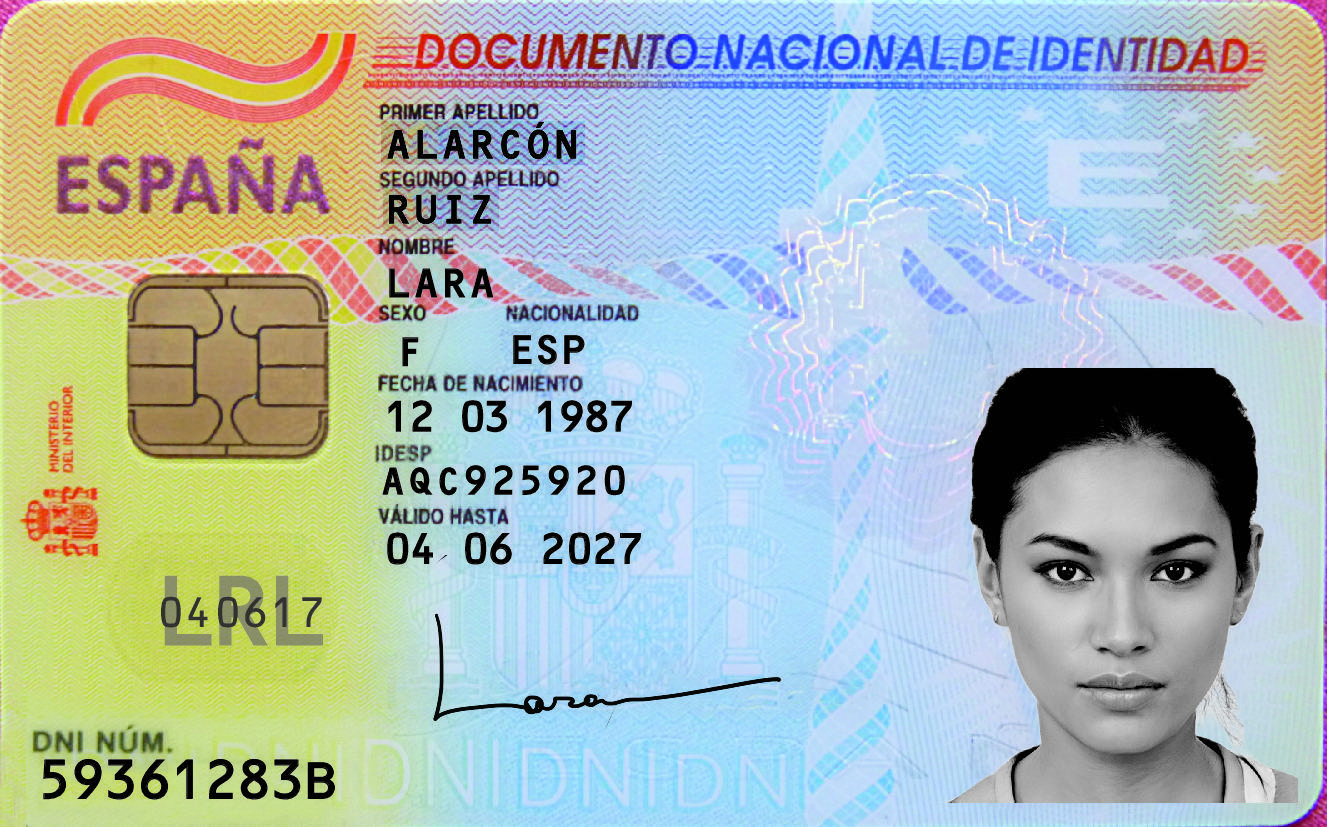 DOCUMENTO NACIONAL DE IDENTIDAD
ESPAÑA
PRIMER APELLIDO
ALARCÓN
SEGUNDO APELLIDO
RUIZ
NOMBRE
LARA
SEXO NACIONALIDAD
F ESP
FECHA DE NACIMIENTO
12 03 1987
IDESP
AQC925920
VÁLIDO HASTA
04 06 2027
MINISTERIO
DEL INTERIOR
E
LRL
040617
Lara
DNI NÚM.
59361283B
DNIDNIDNIDNI